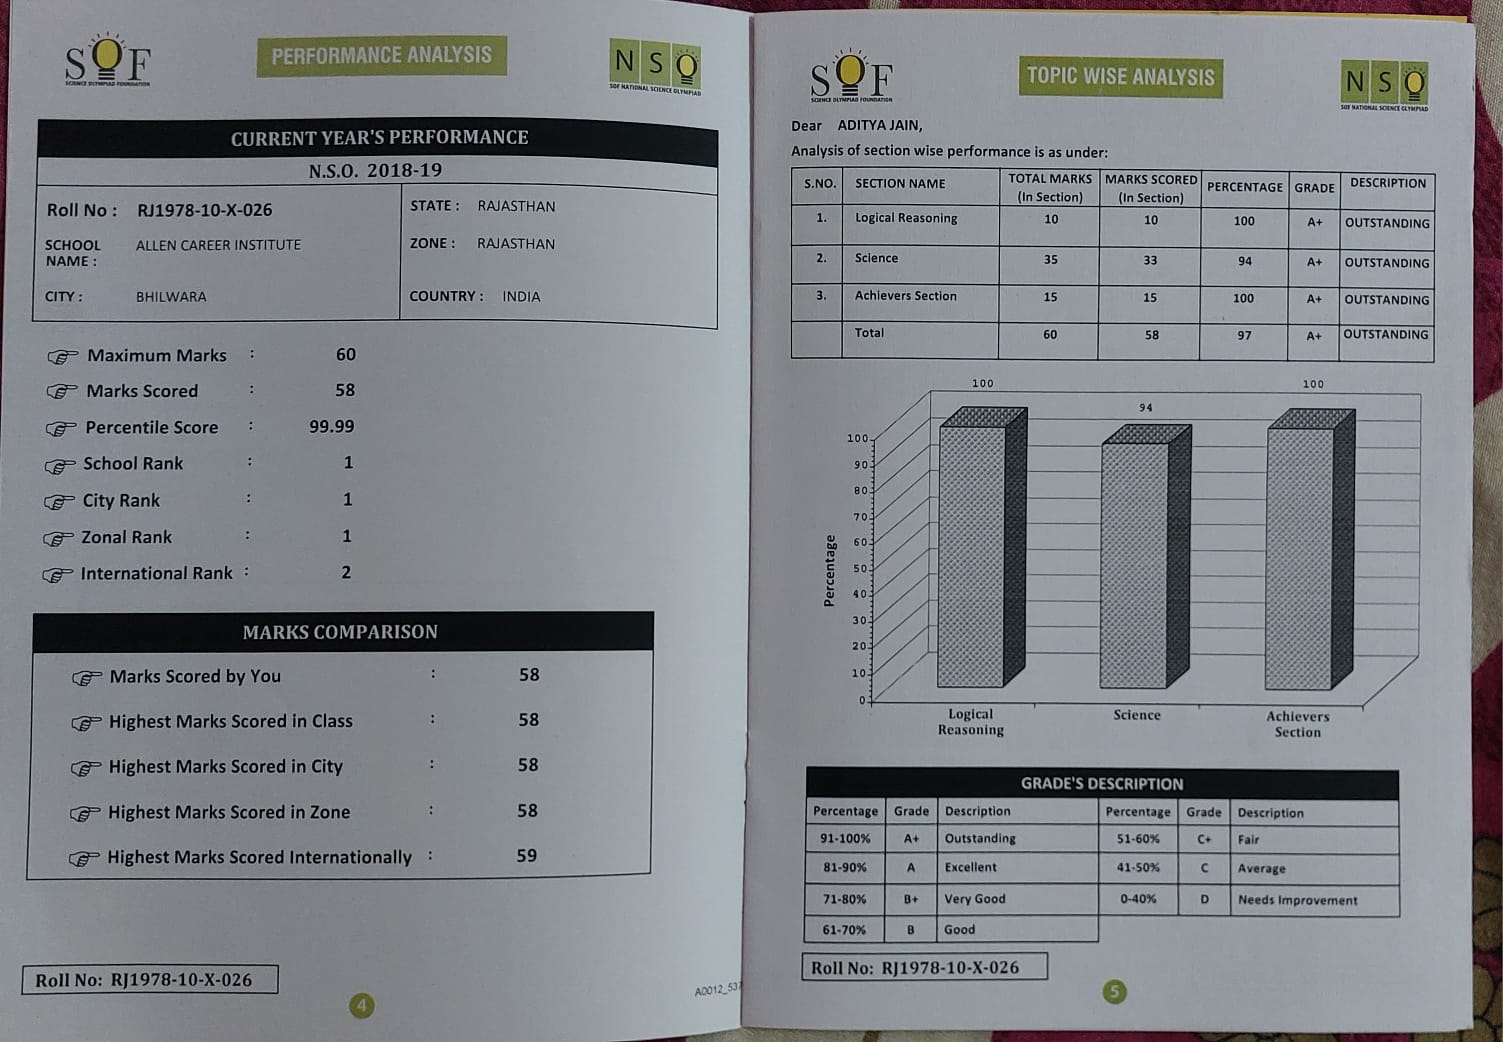 SOF
SCIENCE OLYMPIAD FOUNDATION
PERFORMANCE ANALYSIS
NSO
SOF NATIONAL SCIENCE OLYMPIAD
CURRENT YEAR'S PERFORMANCE
N.S.O. 2018-19
Roll No : RJ1978-10-X-026
STATE : RAJASTHAN
SCHOOL NAME : ALLEN CAREER INSTITUTE
ZONE : RAJASTHAN
CITY : BHILWARA
COUNTRY : INDIA
Maximum Marks : 60
Marks Scored : 58
Percentile Score : 99.99
School Rank : 1
City Rank : 1
Zonal Rank : 1
International Rank : 2
MARKS COMPARISON
Marks Scored by You : 58
Highest Marks Scored in Class : 58
Highest Marks Scored in City : 58
Highest Marks Scored in Zone : 58
Highest Marks Scored Internationally : 59
Roll No: RJ1978-10-X-026
4
A0012_537
SOF
SCIENCE OLYMPIAD FOUNDATION
TOPIC WISE ANALYSIS
NSO
SOF NATIONAL SCIENCE OLYMPIAD
Dear ADITYA JAIN,
Analysis of section wise performance is as under:
S.NO. SECTION NAME TOTAL MARKS (In Section) MARKS SCORED (In Section) PERCENTAGE GRADE DESCRIPTION
1. Logical Reasoning 10 10 100 A+ OUTSTANDING
2. Science 35 33 94 A+ OUTSTANDING
3. Achievers Section 15 15 100 A+ OUTSTANDING
Total 60 58 97 A+ OUTSTANDING
100
94
100
Percentage
100
90
80
70
60
50
40
30
20
10
0
Logical Reasoning
Science
Achievers Section
GRADE'S DESCRIPTION
Percentage Grade Description Percentage Grade Description
91-100% A+ Outstanding 51-60% C+ Fair
81-90% A Excellent 41-50% C Average
71-80% B+ Very Good 0-40% D Needs Improvement
61-70% B Good
Roll No: RJ1978-10-X-026
5